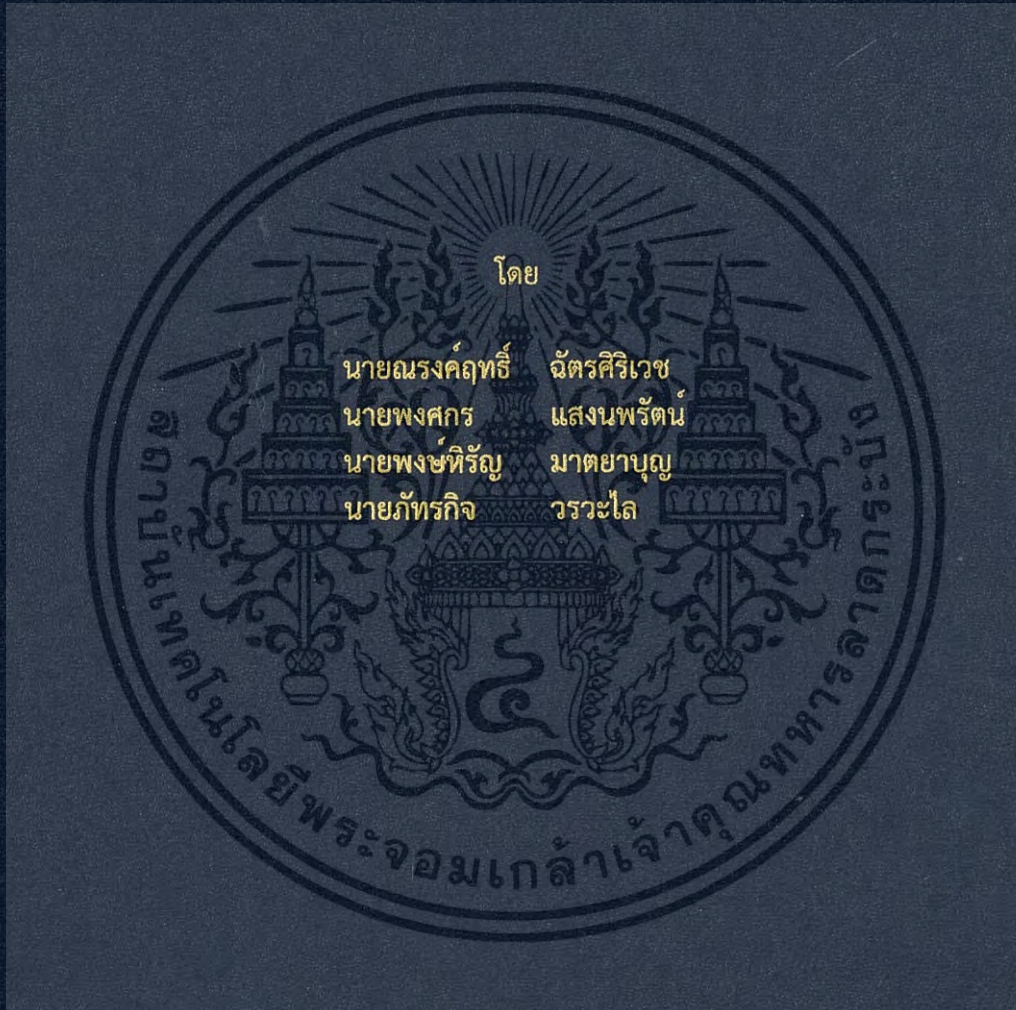 โดย
นายณรงค์ฤทธิ์ ฉัตรศิริเวช
นายพงศกร แสงนพรัตน์
นายพงษ์ทิรัญ มาตยาบุญ
นายภัทรกิจ วรวะไล
สถาบันเทคโนโลยีพระจอมเกล้าเจ้าคุณทหารลาดกระบัง
๔